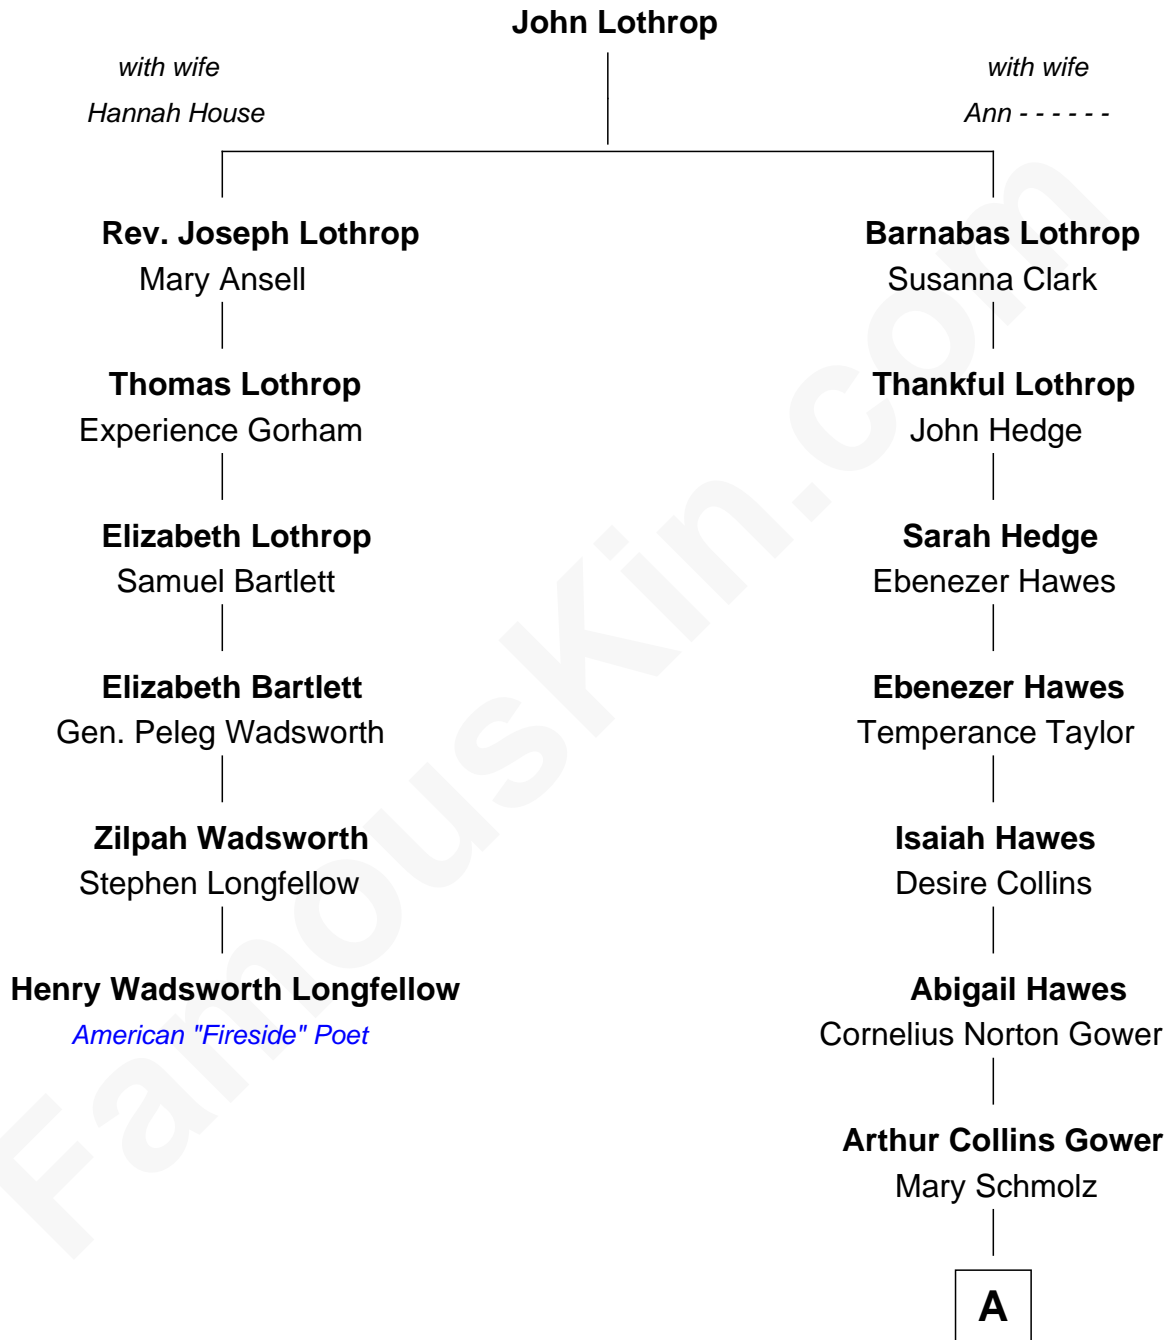 John Lothrop
with wife
Hannah House
with wife
Ann - - - - - -
Rev. Joseph Lothrop
Mary Ansell
Barnabas Lothrop
Susanna Clark
Thomas Lothrop
Experience Gorham
Thankful Lothrop
John Hedge
Elizabeth Lothrop
Samuel Bartlett
Sarah Hedge
Ebenezer Hawes
Elizabeth Bartlett
Gen. Peleg Wadsworth
Ebenezer Hawes
Temperance Taylor
Zilpah Wadsworth
Stephen Longfellow
Isaiah Hawes
Desire Collins
Henry Wadsworth Longfellow
American "Fireside" Poet
Abigail Hawes
Cornelius Norton Gower
Arthur Collins Gower
Mary Schmolz
A
FamousKin.com